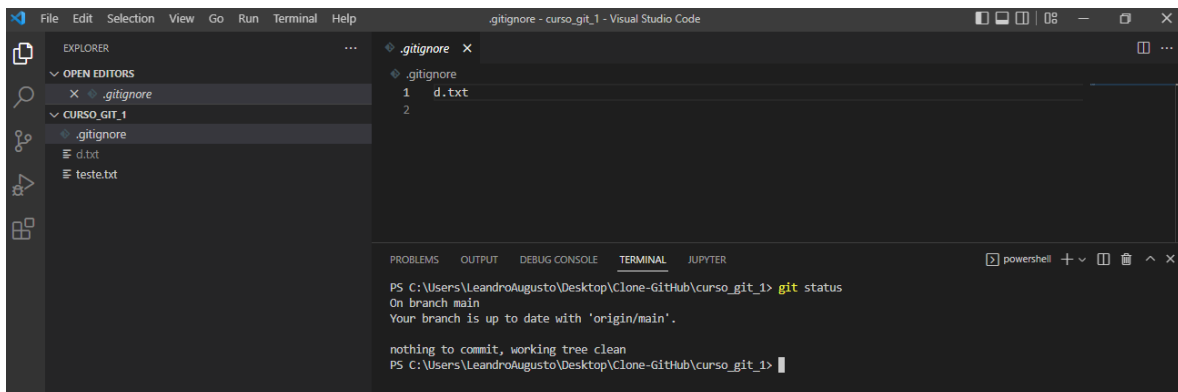 File Edit Selection View Go Run Terminal Help
.gitignore - curso_git_1 - Visual Studio Code
EXPLORER
OPEN EDITORS
.gitignore
CURSO_GIT_1
.gitignore
d.txt
teste.txt
.gitignore
.gitignore
1 d.txt
2
PROBLEMS OUTPUT DEBUG CONSOLE TERMINAL JUPYTER
powershell
PS C:\Users\LeandroAugusto\Desktop\Clone-GitHub\curso_git_1> git status
On branch main
Your branch is up to date with 'origin/main'.
nothing to commit, working tree clean
PS C:\Users\LeandroAugusto\Desktop\Clone-GitHub\curso_git_1>